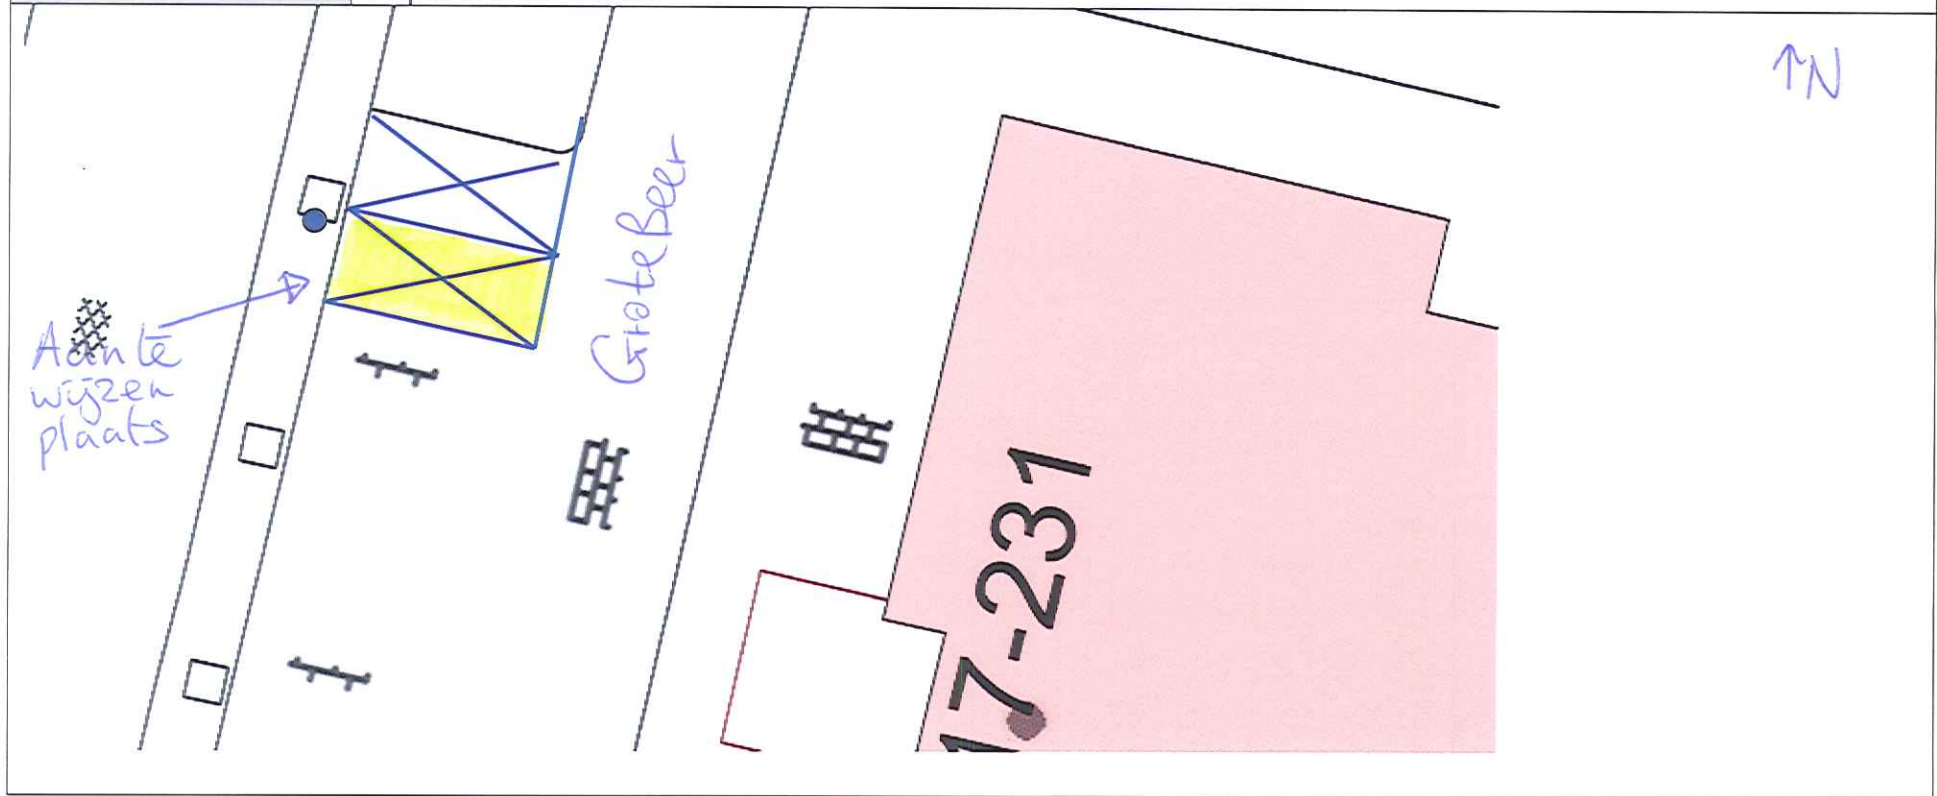 ↑N
Grote Beer
Aan te
wijzen
plaats
17-231